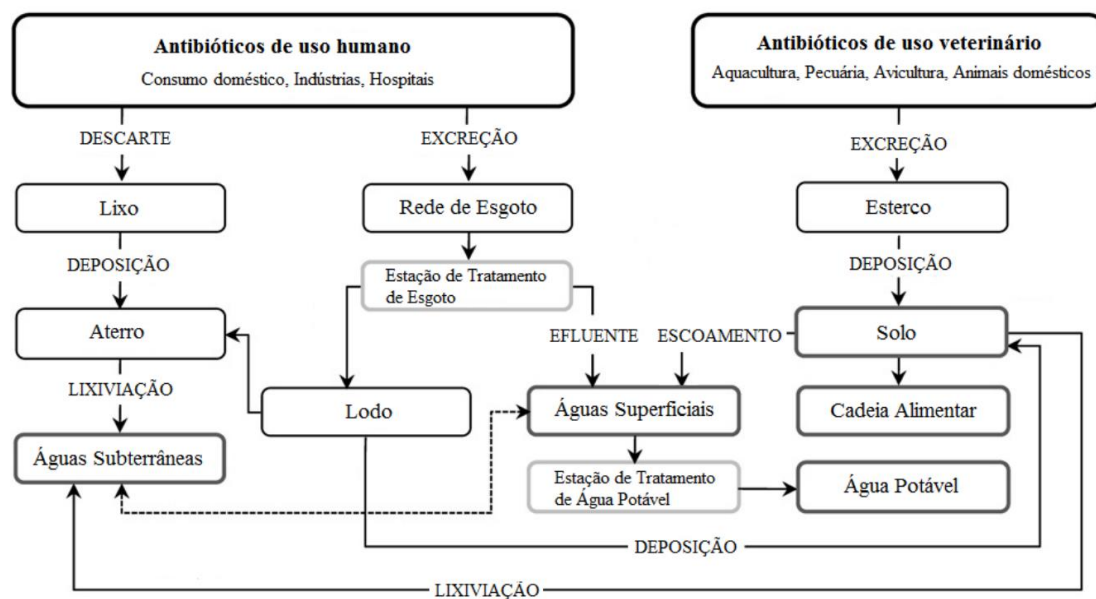 Antibióticos de uso humano
Consumo doméstico, Indústrias, Hospitais
Antibióticos de uso veterinário
Aquacultura, Pecuária, Avicultura, Animais domésticos
DESCARTE
EXCREÇÃO
EXCREÇÃO
Lixo
Rede de Esgoto
Esterco
DEPOSIÇÃO
Estação de Tratamento
de Esgoto
DEPOSIÇÃO
Aterro
EFLUENTE
ESCOAMENTO
Solo
LIXIVIAÇÃO
Lodo
Águas Superficiais
Cadeia Alimentar
Águas Subterrâneas
Estação de Tratamento
de Água Potável
Água Potável
DEPOSIÇÃO
LIXIVIAÇÃO